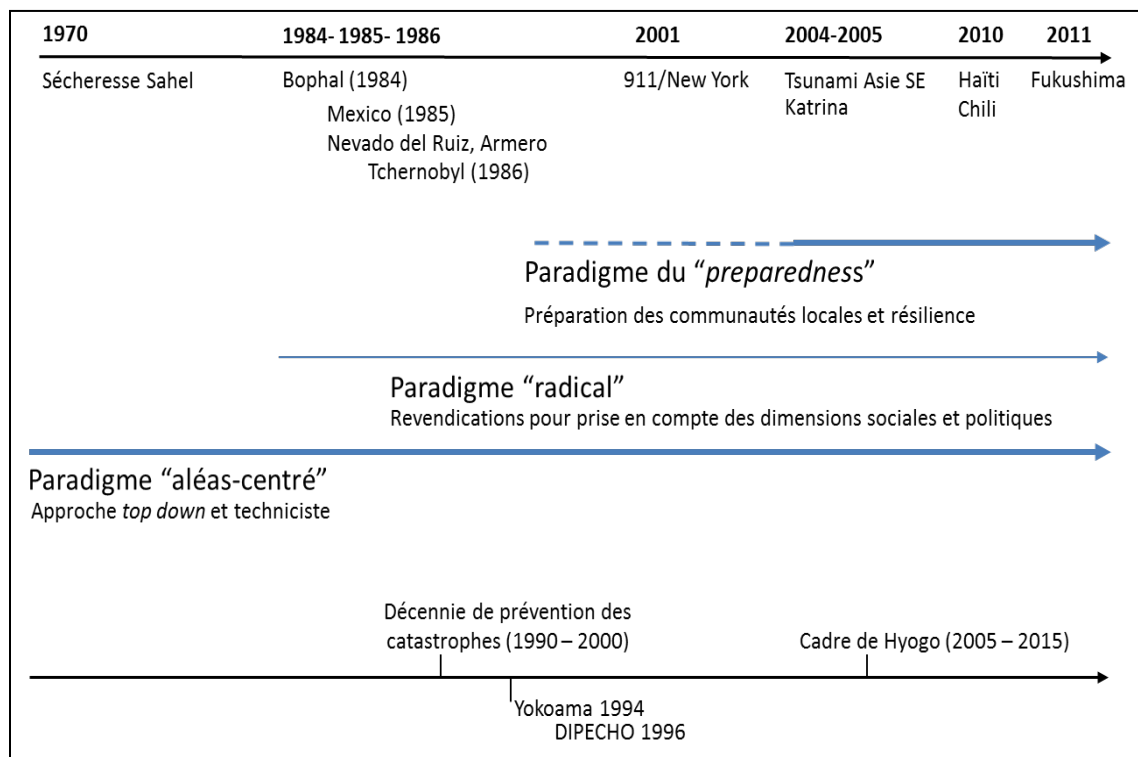 1970
1984- 1985- 1986
2001
2004-2005
2010
2011
Sécheresse Sahel
Bophal (1984)
Mexico (1985)
Nevado del Ruiz, Armero
Tchernobyl (1986)
911/New York
Tsunami Asie SE
Katrina
Haïti
Chili
Fukushima
Paradigme du “preparedness”
Préparation des communautés locales et résilience
Paradigme “radical”
Revendications pour prise en compte des dimensions sociales et politiques
Paradigme “aléas-centré”
Approche top down et techniciste
Décennie de prévention des
catastrophes (1990 – 2000)
Cadre de Hyogo (2005 – 2015)
Yokoama 1994
DIPECHO 1996